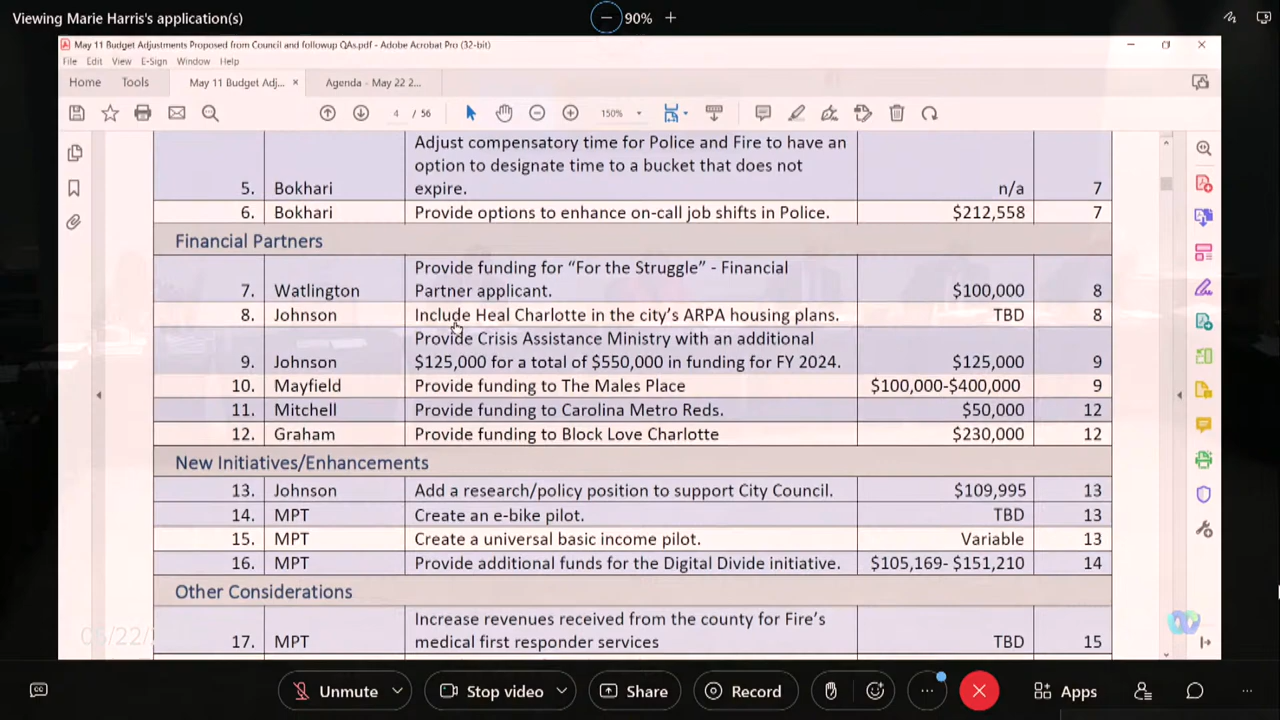 Viewing Marie Harris's application(s)
90%
May 11 Budget Adjustments Proposed from Council and followup QAs.pdf - Adobe Acrobat Pro (32-bit)
File Edit View E-Sign Window Help
Home Tools May 11 Budget Adj... × Agenda - May 22 2...
4 / 56 150%
Adjust compensatory time for Police and Fire to have an
option to designate time to a bucket that does not
5. Bokhari expire. n/a 7
6. Bokhari Provide options to enhance on-call job shifts in Police. $212,558 7
Financial Partners
Provide funding for “For the Struggle” - Financial
7. Watlington Partner applicant. $100,000 8
8. Johnson Include Heal Charlotte in the city’s ARPA housing plans. TBD 8
Provide Crisis Assistance Ministry with an additional
9. Johnson $125,000 for a total of $550,000 in funding for FY 2024. $125,000 9
10. Mayfield Provide funding to The Males Place $100,000-$400,000 9
11. Mitchell Provide funding to Carolina Metro Reds. $50,000 12
12. Graham Provide funding to Block Love Charlotte $230,000 12
New Initiatives/Enhancements
13. Johnson Add a research/policy position to support City Council. $109,995 13
14. MPT Create an e-bike pilot. TBD 13
15. MPT Create a universal basic income pilot. Variable 13
16. MPT Provide additional funds for the Digital Divide initiative. $105,169- $151,210 14
Other Considerations
Increase revenues received from the county for Fire’s
17. MPT medical first responder services TBD 15
Unmute Stop video Share Record ... Apps ...